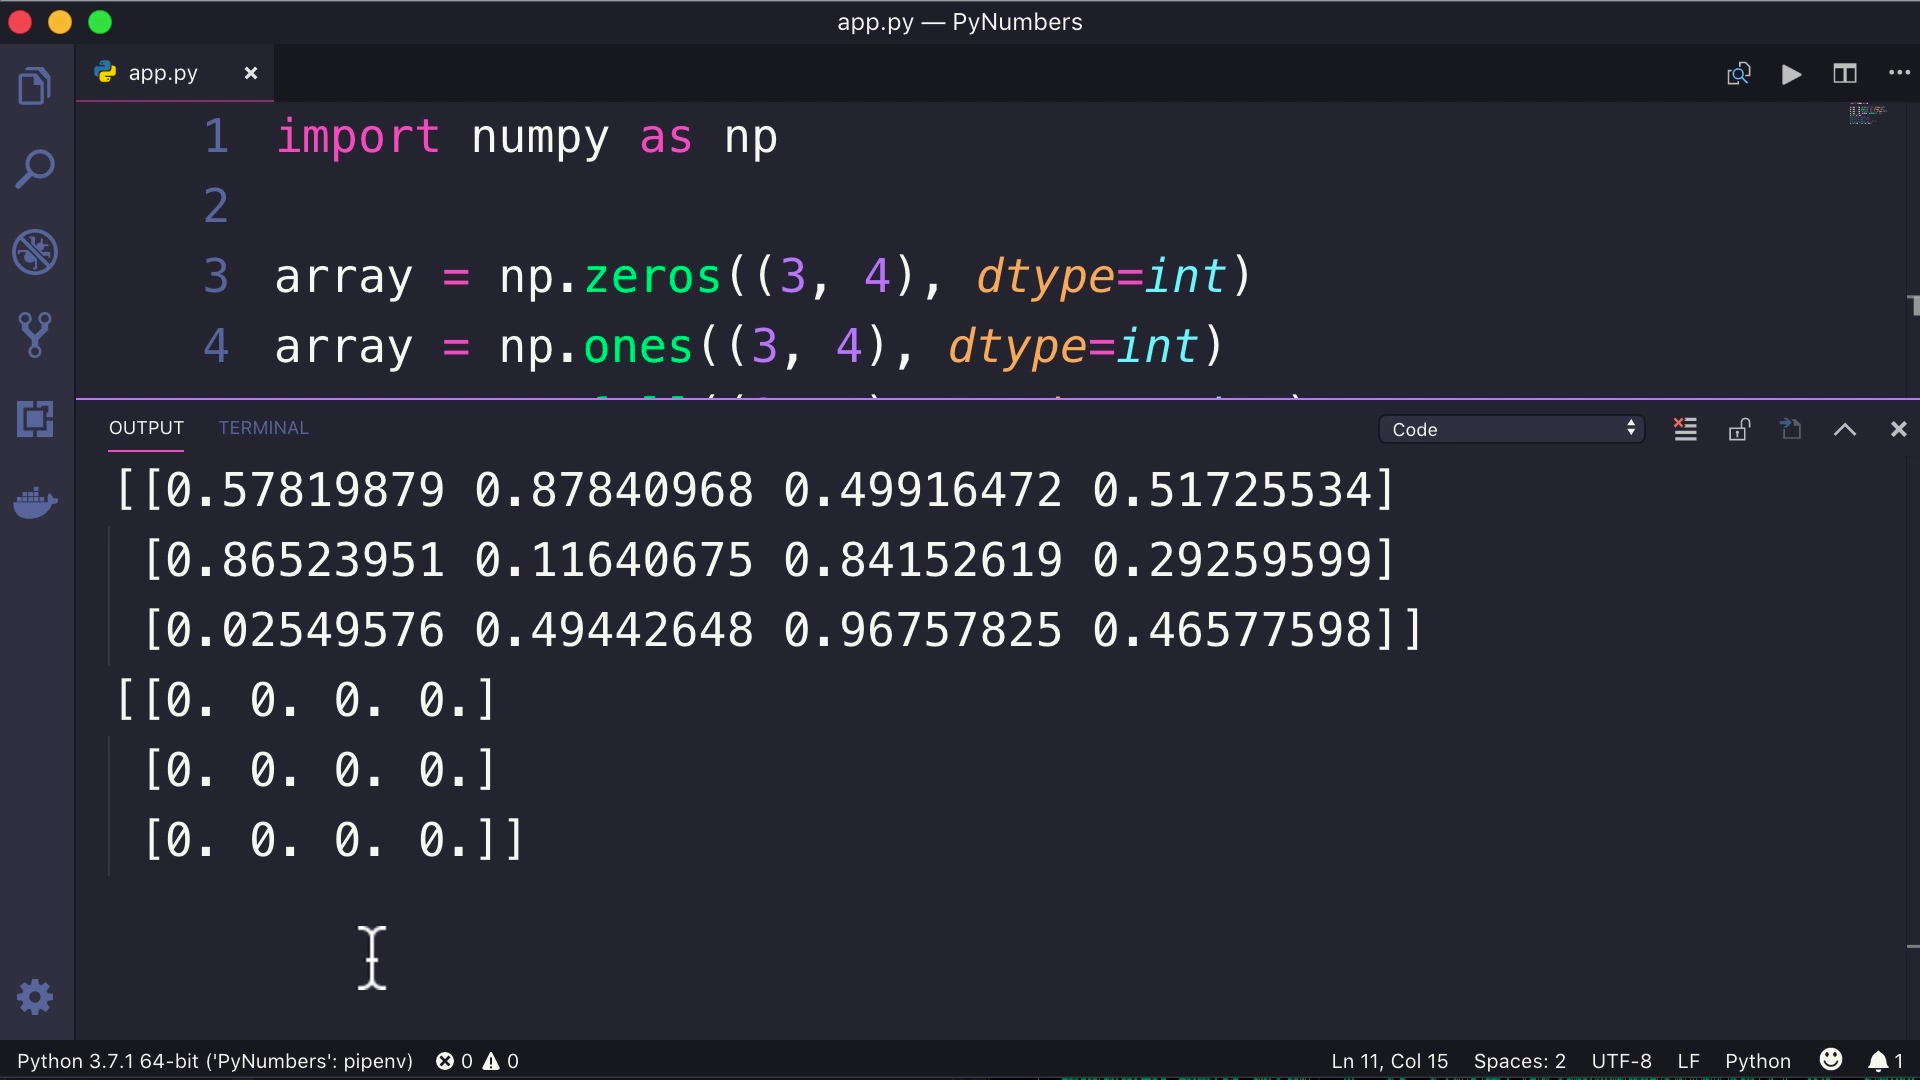 app.py — PyNumbers
app.py
1 import numpy as np
2
3 array = np.zeros((3, 4), dtype=int)
4 array = np.ones((3, 4), dtype=int)
OUTPUT TERMINAL Code
[[0.57819879 0.87840968 0.49916472 0.51725534]
[0.86523951 0.11640675 0.84152619 0.29259599]
[0.02549576 0.49442648 0.96757825 0.46577598]]
[[0. 0. 0. 0.]
[0. 0. 0. 0.]
[0. 0. 0. 0.]]
Python 3.7.1 64-bit ('PyNumbers': pipenv) 0 0 Ln 11, Col 15 Spaces: 2 UTF-8 LF Python 1